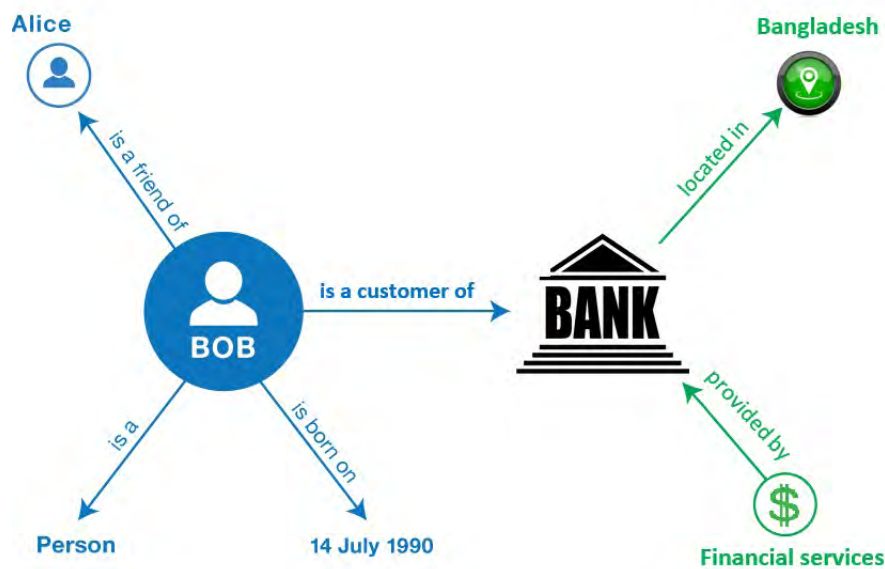 Alice
Bangladesh
is a friend of
located in
is a customer of
BOB
BANK
is a
is born on
provided by
$
Person
14 July 1990
Financial services